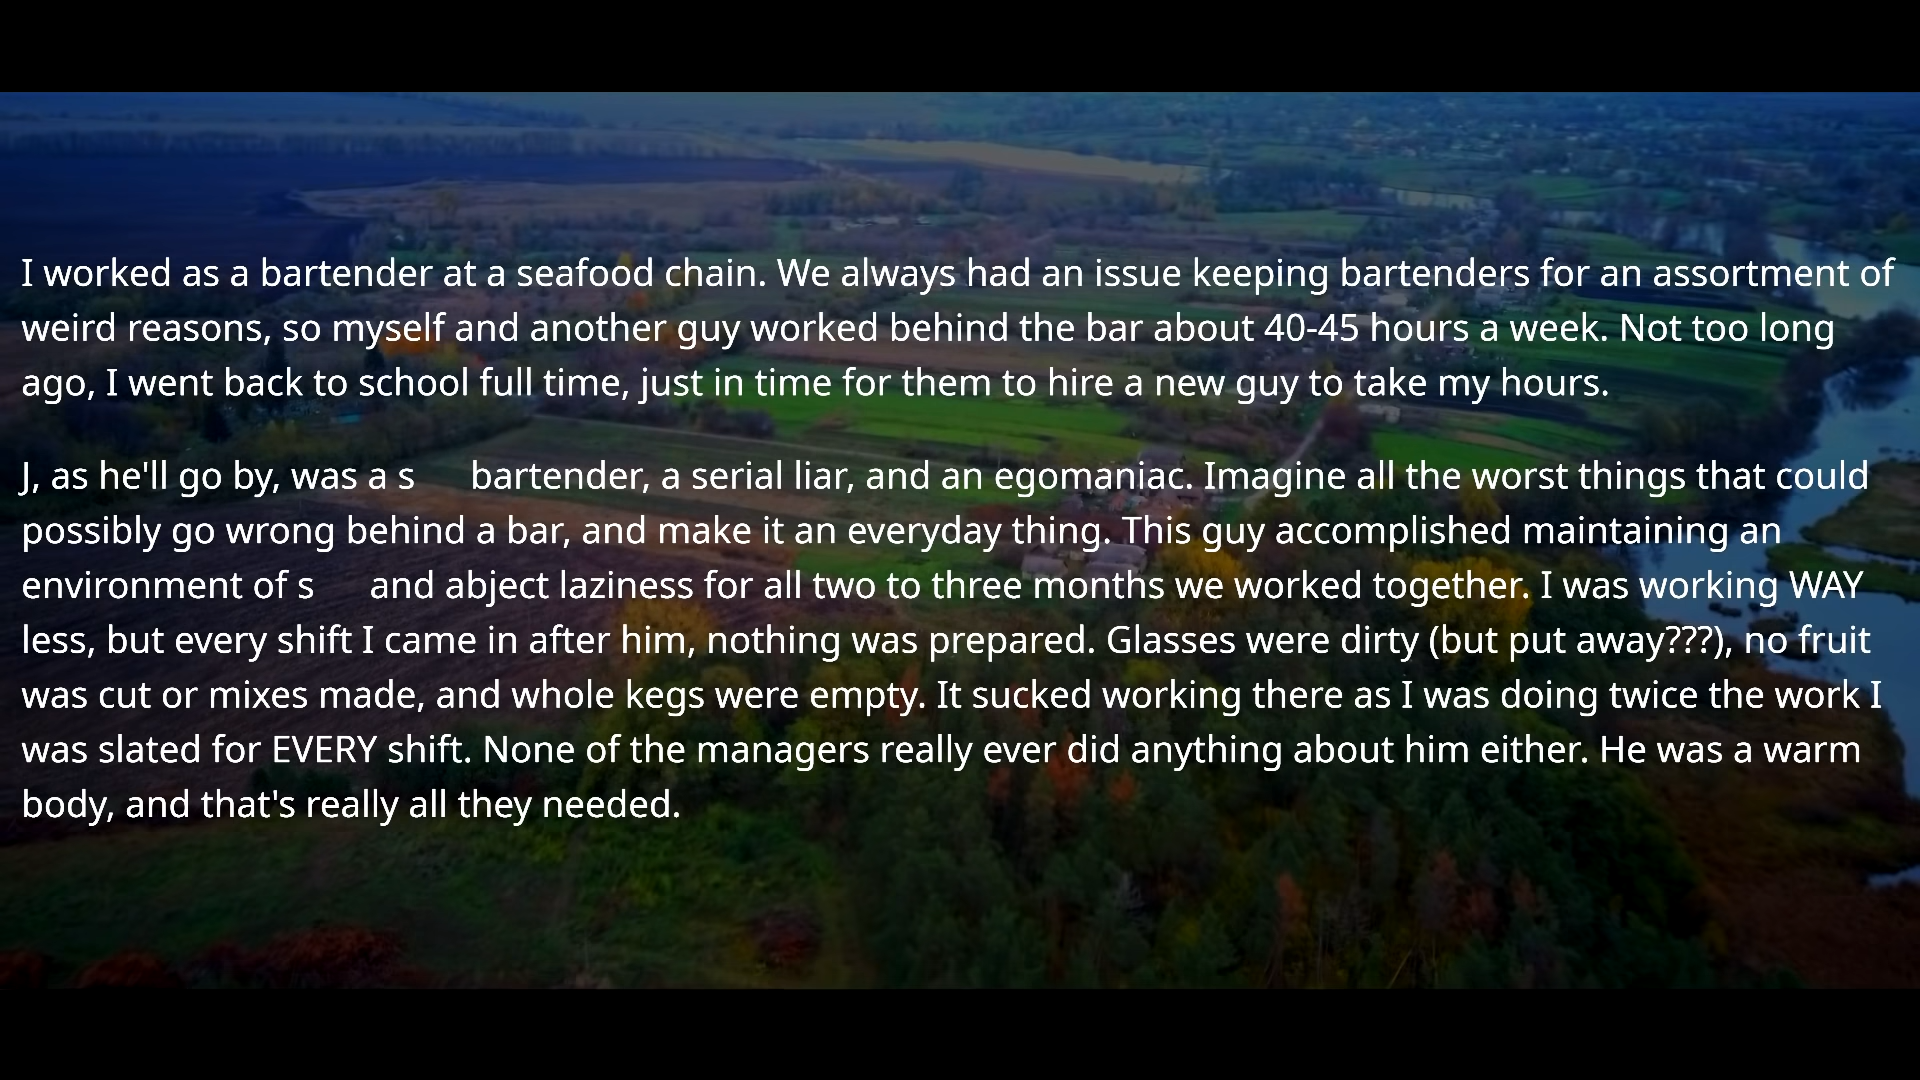 I worked as a bartender at a seafood chain. We always had an issue keeping bartenders for an assortment of
weird reasons, so myself and another guy worked behind the bar about 40-45 hours a week. Not too long
ago, I went back to school full time, just in time for them to hire a new guy to take my hours.
J, as he'll go by, was a s bartender, a serial liar, and an egomaniac. Imagine all the worst things that could
possibly go wrong behind a bar, and make it an everyday thing. This guy accomplished maintaining an
environment of s and abject laziness for all two to three months we worked together. I was working WAY
less, but every shift I came in after him, nothing was prepared. Glasses were dirty (but put away???), no fruit
was cut or mixes made, and whole kegs were empty. It sucked working there as I was doing twice the work I
was slated for EVERY shift. None of the managers really ever did anything about him either. He was a warm
body, and that's really all they needed.